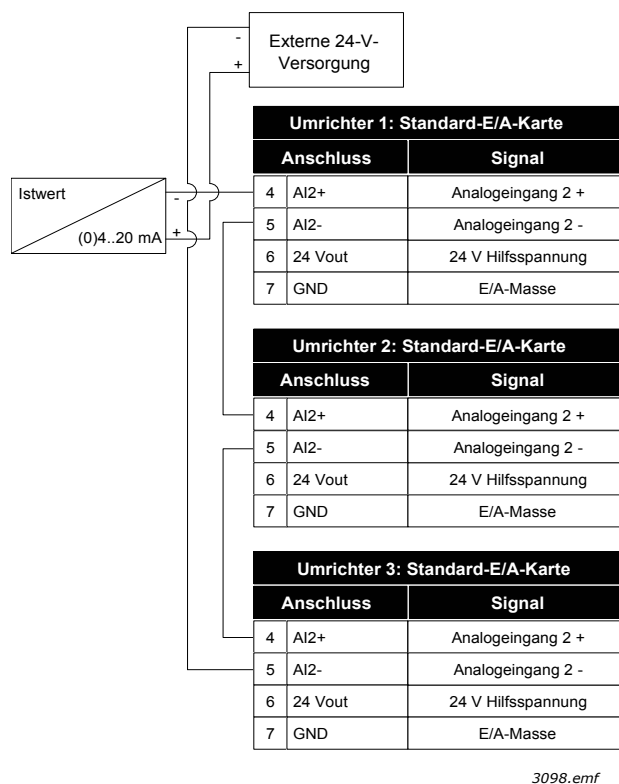 -
Externe 24-V-
Versorgung
+
Umrichter 1: Standard-E/A-Karte
Anschluss Signal
Istwert
-
(0)4..20 mA
+
4 AI2+ Analogeingang 2 +
5 AI2- Analogeingang 2 -
6 24 Vout 24 V Hilfsspannung
7 GND E/A-Masse
Umrichter 2: Standard-E/A-Karte
Anschluss Signal
4 AI2+ Analogeingang 2 +
5 AI2- Analogeingang 2 -
6 24 Vout 24 V Hilfsspannung
7 GND E/A-Masse
Umrichter 3: Standard-E/A-Karte
Anschluss Signal
4 AI2+ Analogeingang 2 +
5 AI2- Analogeingang 2 -
6 24 Vout 24 V Hilfsspannung
7 GND E/A-Masse
3098.emf